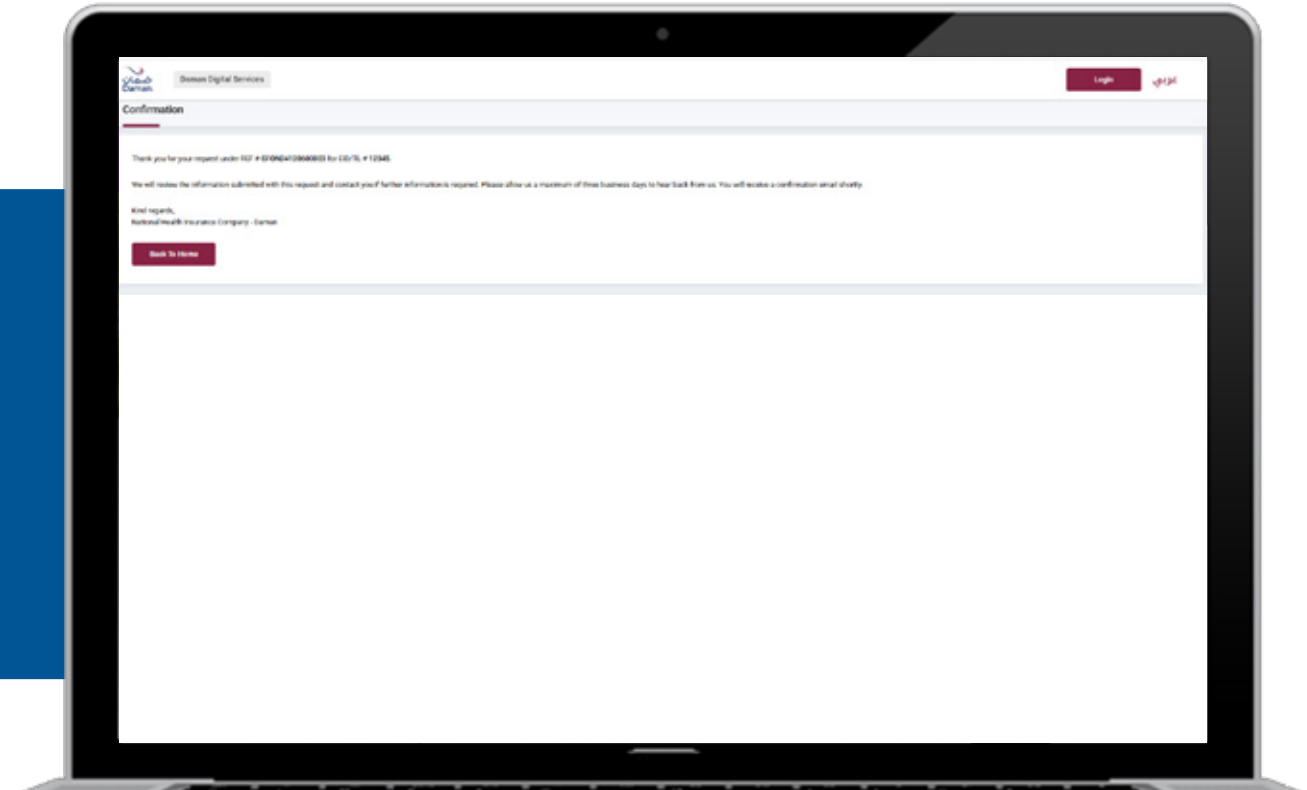 ضمان
Daman
Daman Digital Services
Login
عربي
Confirmation
Thank you for your request under REF # for EID/TL # 12345
We will review the information submitted with this request and contact you if further information is required. Please allow us a maximum of three business days to hear back from us. You will receive a confirmation email shortly.
Kind regards,
National Health Insurance Company - Daman
Back To Home